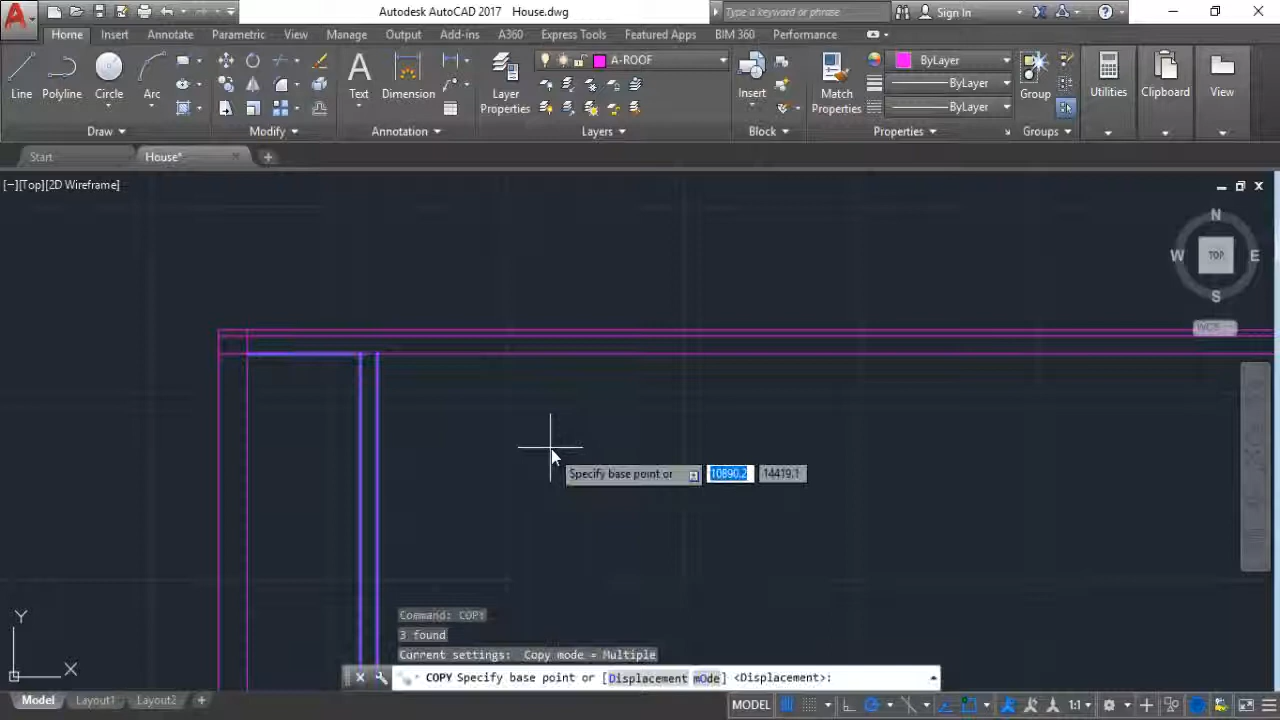 Autodesk AutoCAD 2017 House.dwg
Type a keyword or phrase
Sign In
Home Insert Annotate Parametric View Manage Output Add-ins A360 Express Tools Featured Apps BIM 360 Performance
Line Polyline Circle Arc Text Dimension Layer Properties A-ROOF Insert Match Properties ByLayer ByLayer ByLayer Group Utilities Clipboard View
Draw Modify Annotation Layers Block Properties Groups
Start House*
[−][Top][2D Wireframe]
N
W TOP E
S
WCS
Specify base point or 10890.2 14419.1
Command: COPY
3 found
Current settings: Copy mode = Multiple
Y
X
COPY Specify base point or [Displacement mOde] <Displacement>:
Model Layout1 Layout2 MODEL 1:1